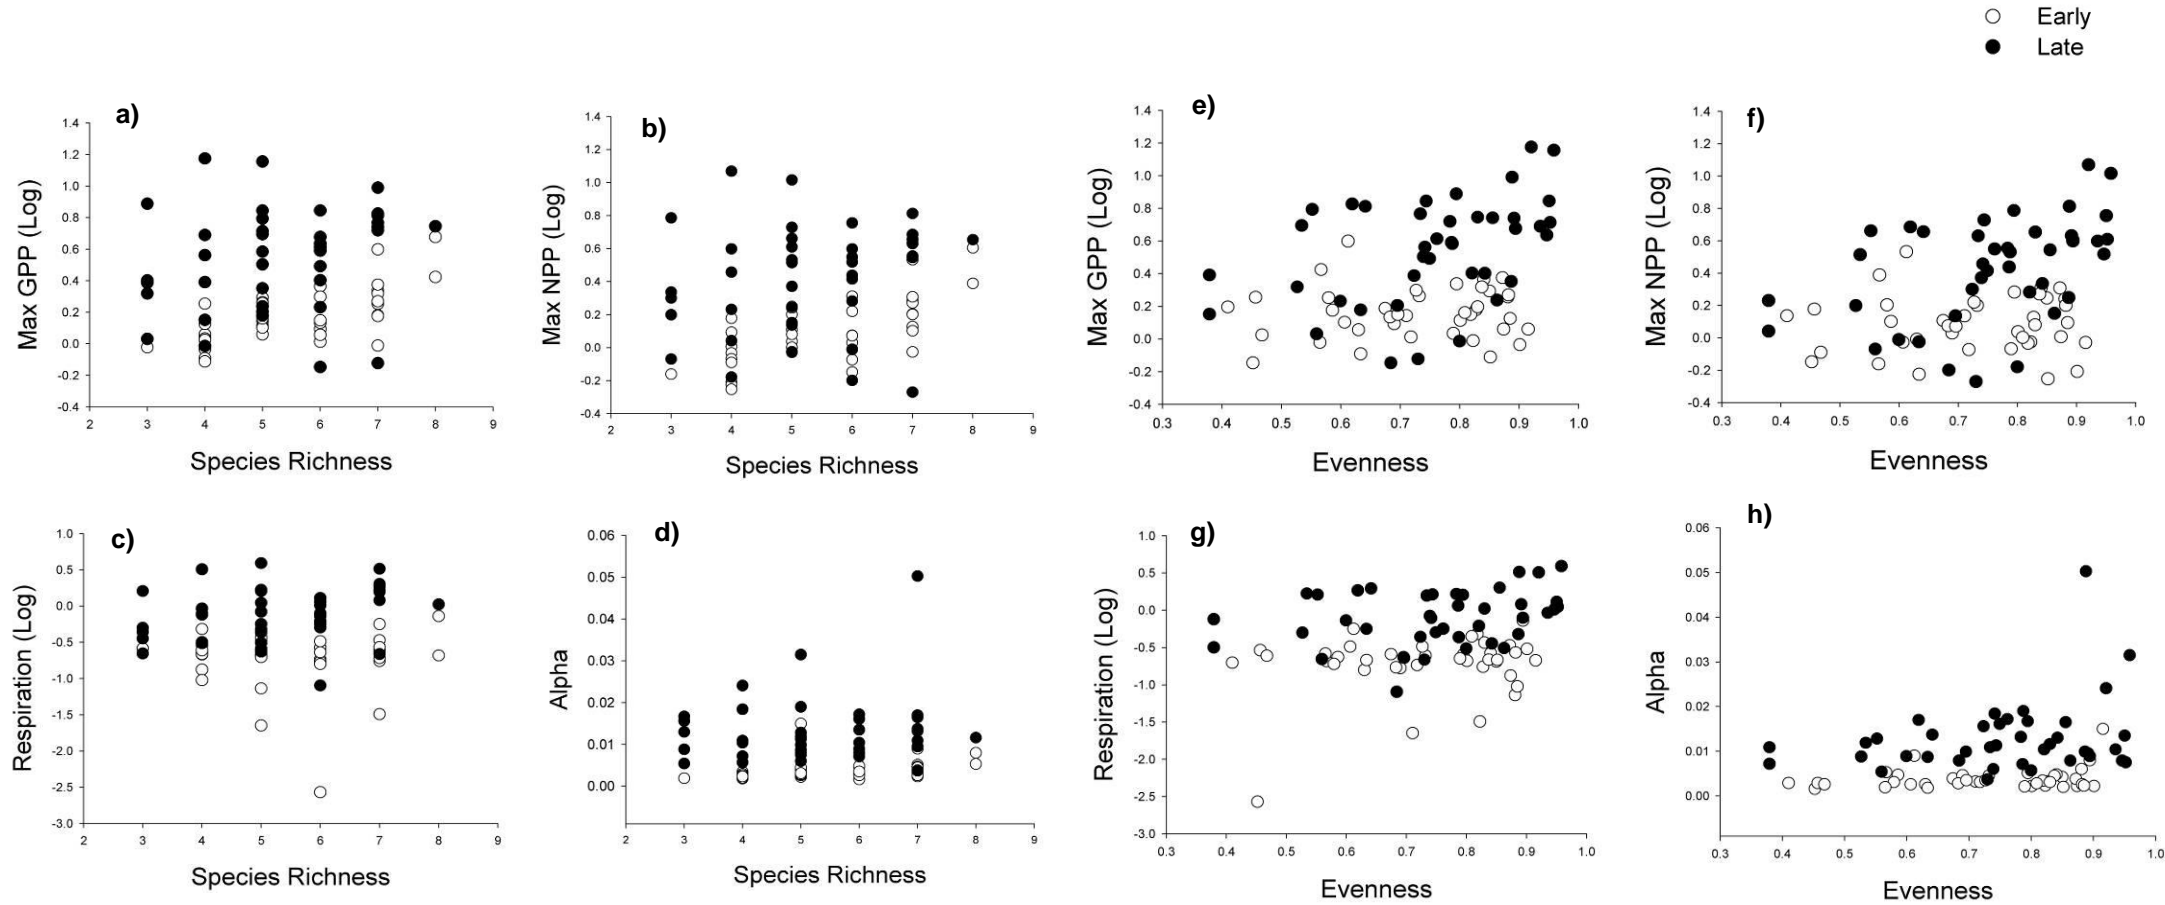 Early
Late
a)
1.4
1.2
1.0
0.8
0.6
0.4
0.2
0.0
-0.2
-0.4
2 3 4 5 6 7 8 9
Max GPP (Log)
Species Richness
b)
1.4
1.2
1.0
0.8
0.6
0.4
0.2
0.0
-0.2
-0.4
2 3 4 5 6 7 8 9
Max NPP (Log)
Species Richness
e)
1.4
1.2
1.0
0.8
0.6
0.4
0.2
0.0
-0.2
-0.4
0.3 0.4 0.5 0.6 0.7 0.8 0.9 1.0
Max GPP (Log)
Evenness
f)
1.4
1.2
1.0
0.8
0.6
0.4
0.2
0.0
-0.2
-0.4
0.3 0.4 0.5 0.6 0.7 0.8 0.9 1.0
Max NPP (Log)
Evenness
c)
1.0
0.5
0.0
-0.5
-1.0
-1.5
-2.0
-2.5
-3.0
2 3 4 5 6 7 8 9
Respiration (Log)
Species Richness
d)
0.06
0.05
0.04
0.03
0.02
0.01
0.00
2 3 4 5 6 7 8 9
Alpha
Species Richness
g)
1.0
0.5
0.0
-0.5
-1.0
-1.5
-2.0
-2.5
-3.0
0.3 0.4 0.5 0.6 0.7 0.8 0.9 1.0
Respiration (Log)
Evenness
h)
0.06
0.05
0.04
0.03
0.02
0.01
0.00
0.3 0.4 0.5 0.6 0.7 0.8 0.9 1.0
Alpha
Evenness